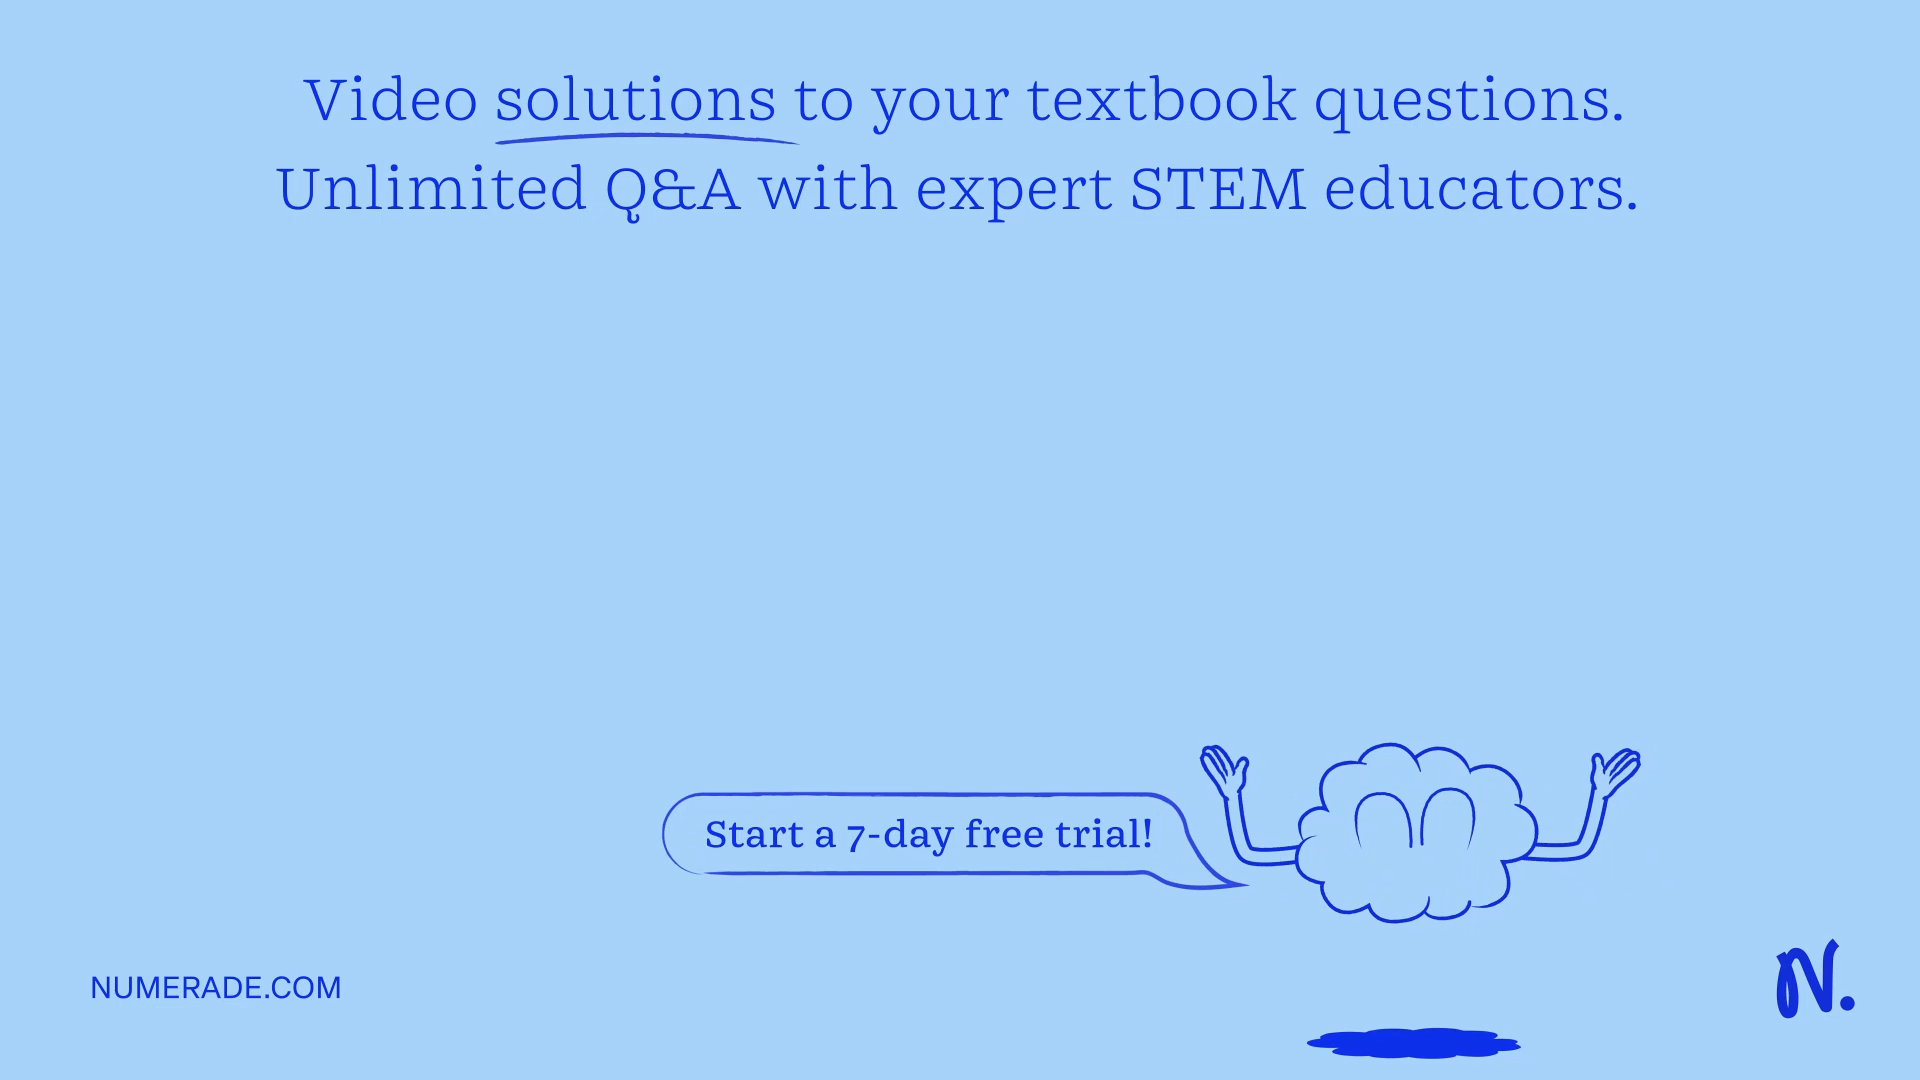 Video solutions to your textbook questions.
Unlimited Q&A with expert STEM educators.
Start a 7-day free trial!
NUMERADE.COM
N.